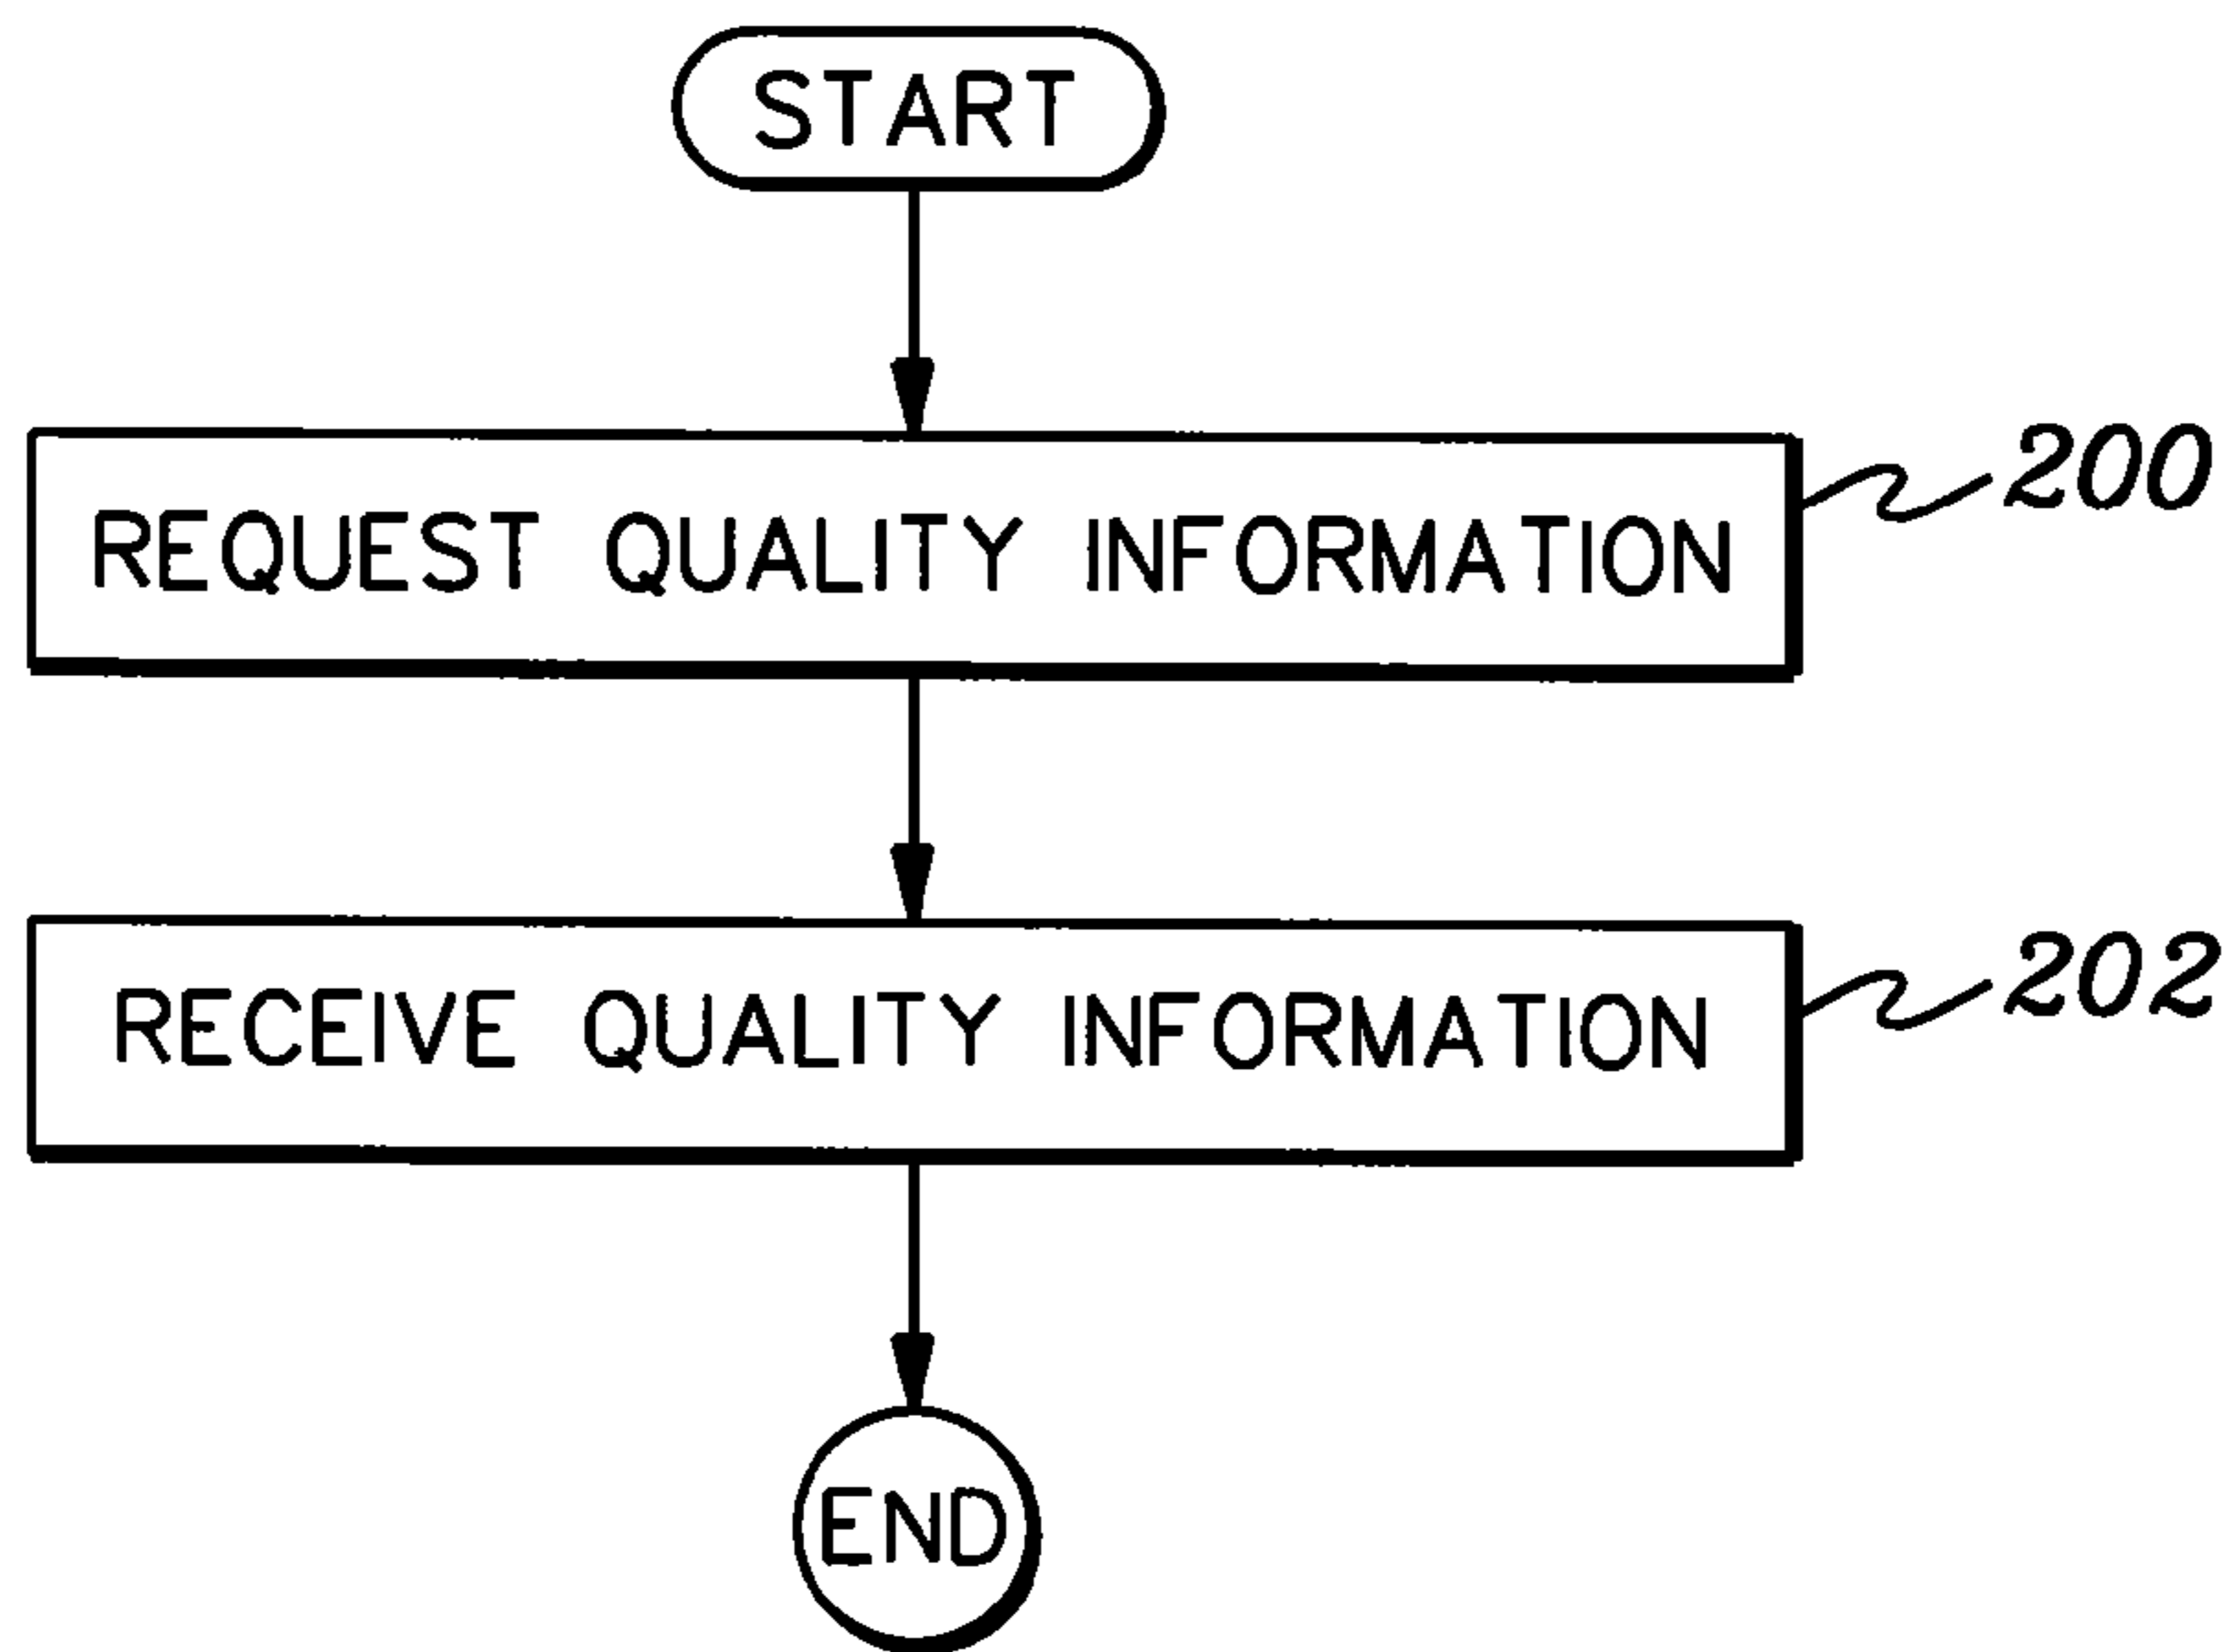 START
REQUEST QUALITY INFORMATION
200
RECEIVE QUALITY INFORMATION
202
END